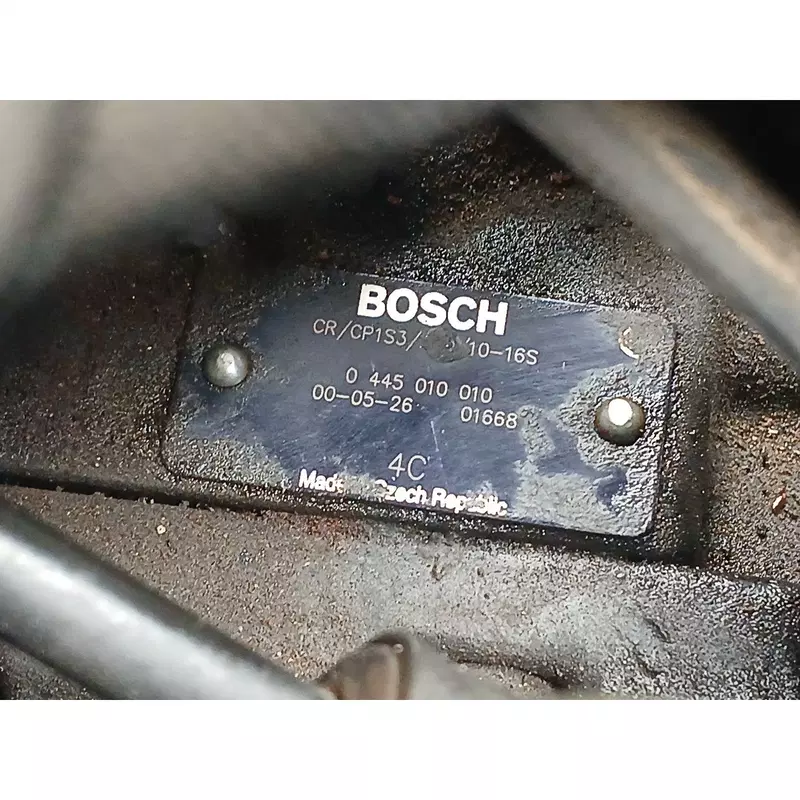 BOSCH
CR/CP1S3/ 10-16S
0 445 010 010
00-05-26 01668
4C
Made Czech Republic